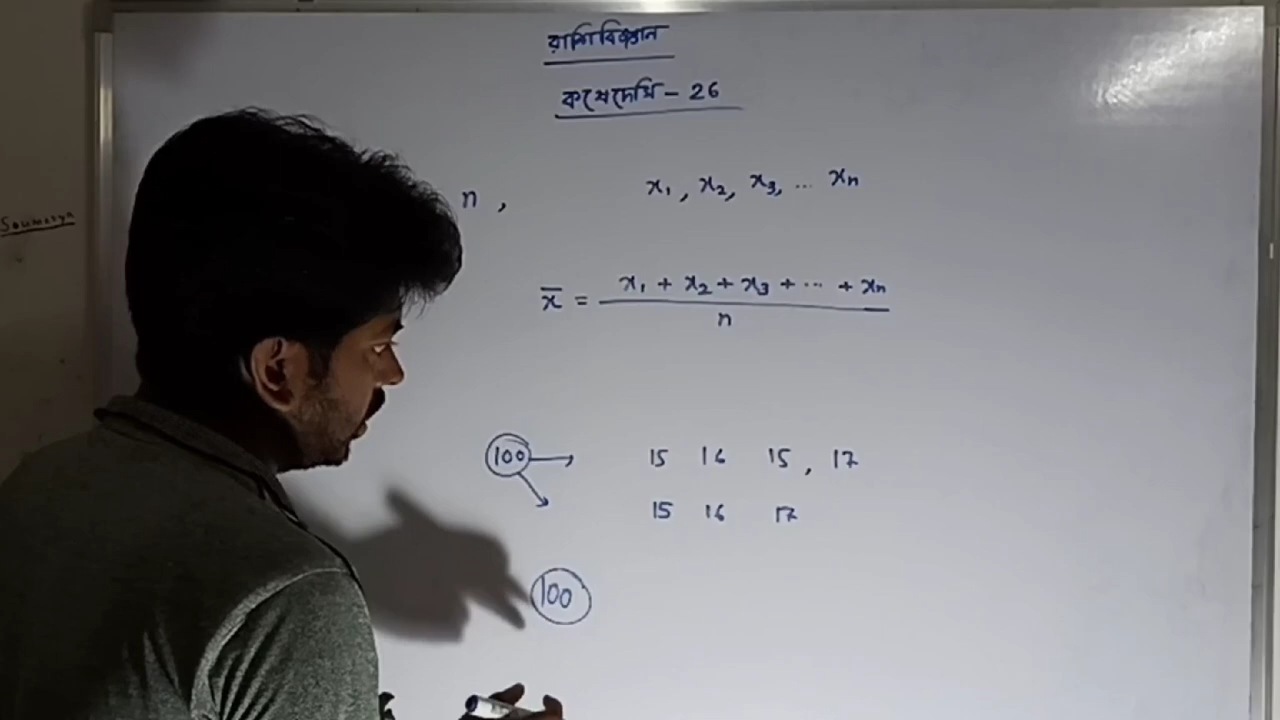 রাশিবিজ্ঞান
কষেদেখি - 26
Soumavya
n , x₁ , x₂, x₃, ... xₙ
x̄ = x₁ + x₂ + x₃ + ... + xₙ
n
100 → 15 16 15 , 17
15 16 17
100